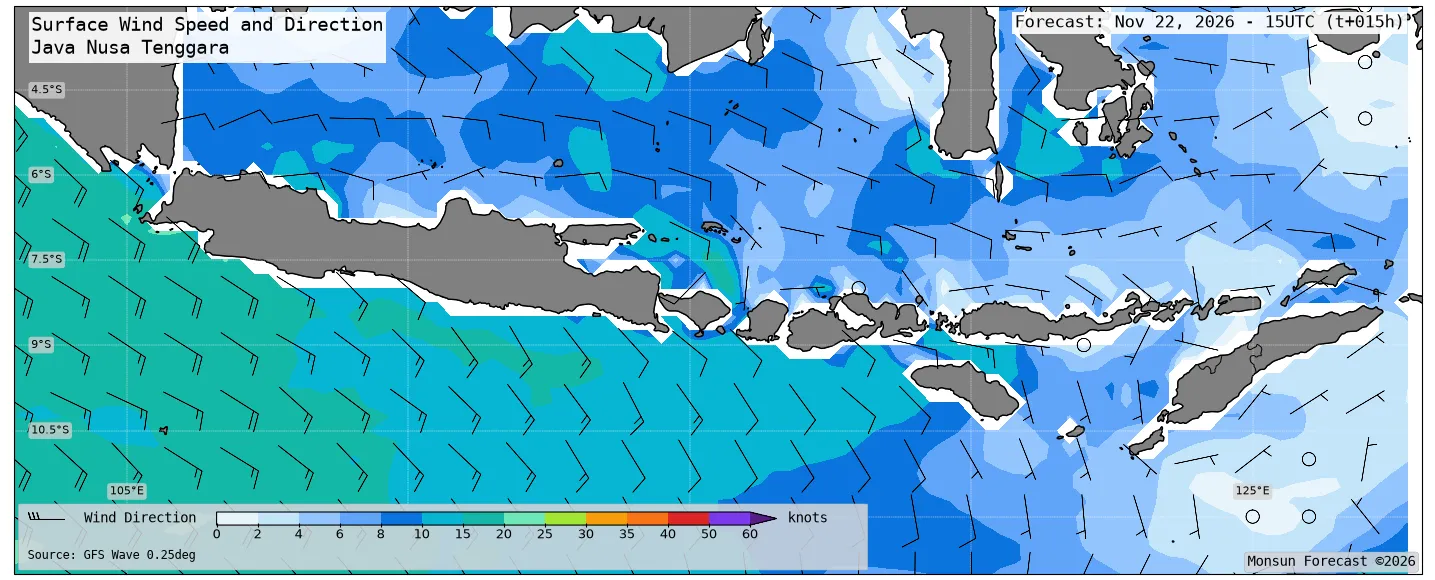 Surface Wind Speed and Direction
Java Nusa Tenggara
Forecast: Nov 22, 2026 - 15UTC (t+015h)
4.5°S
6°S
7.5°S
9°S
10.5°S
105°E
125°E
Wind Direction
0 2 4 6 8 10 15 20 25 30 35 40 50 60
knots
Source: GFS Wave 0.25deg
Monsun Forecast ©2026